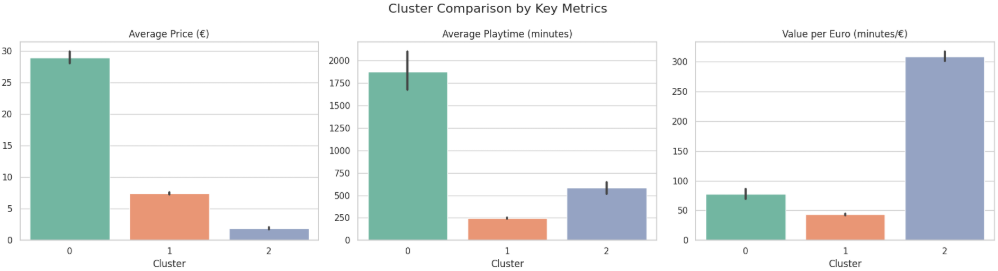 Cluster Comparison by Key Metrics
Average Price (€)
30
25
20
15
10
5
0
0 1 2
Cluster
Average Playtime (minutes)
2000
1750
1500
1250
1000
750
500
250
0
0 1 2
Cluster
Value per Euro (minutes/€)
300
250
200
150
100
50
0
0 1 2
Cluster